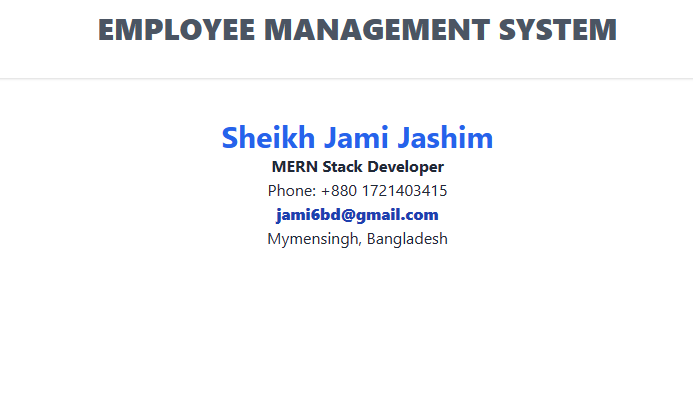 EMPLOYEE MANAGEMENT SYSTEM
Sheikh Jami Jashim
MERN Stack Developer
Phone: +880 1721403415
jami6bd@gmail.com
Mymensingh, Bangladesh